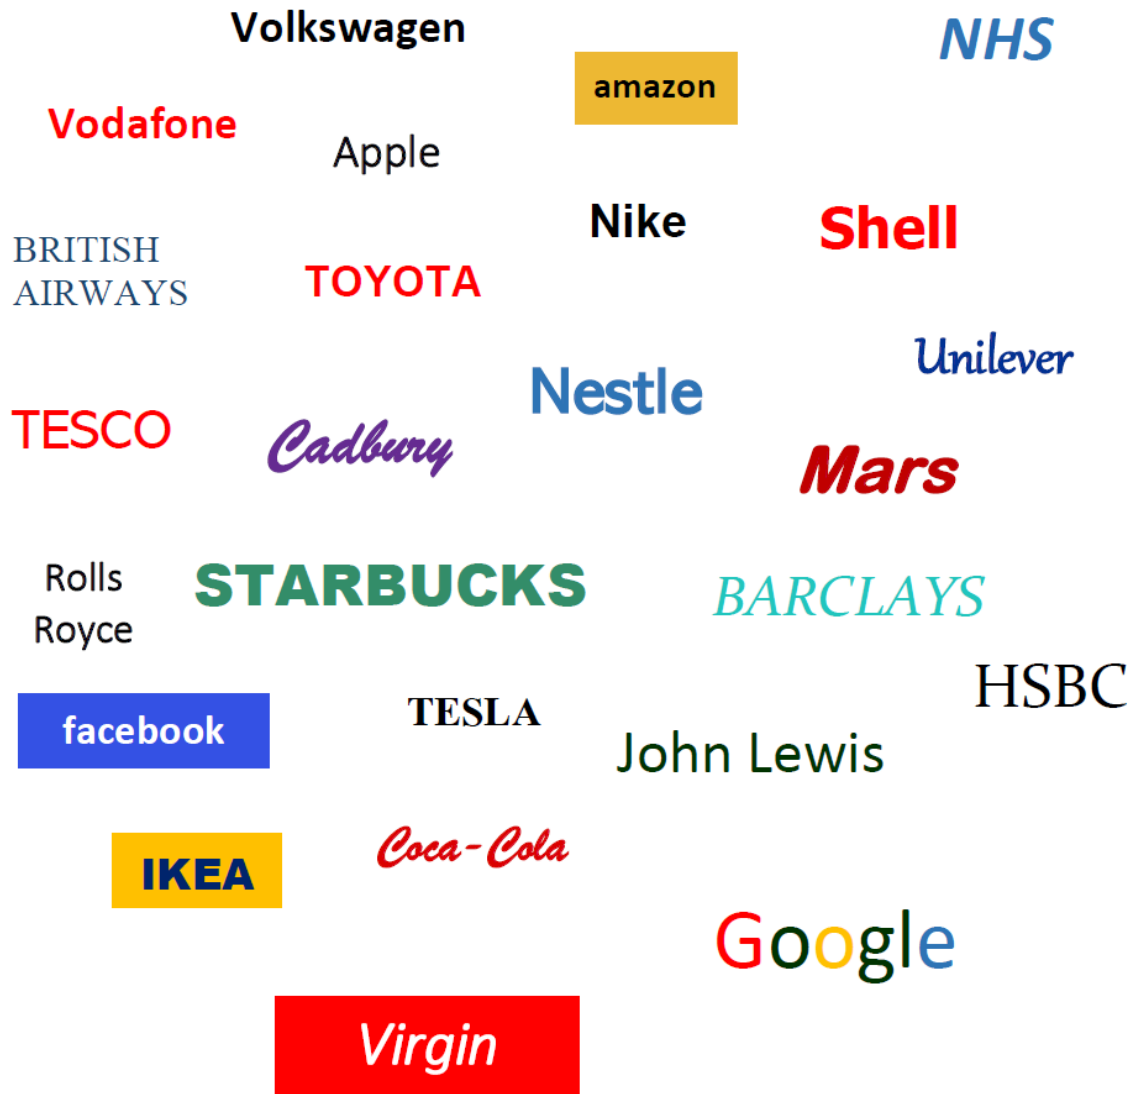 Volkswagen
NHS
amazon
Vodafone
Apple
Nike
Shell
BRITISH
AIRWAYS
TOYOTA
Unilever
Nestle
TESCO
Cadbury
Mars
Rolls
Royce
STARBUCKS
BARCLAYS
HSBC
facebook
TESLA
John Lewis
IKEA
Coca-Cola
Google
Virgin